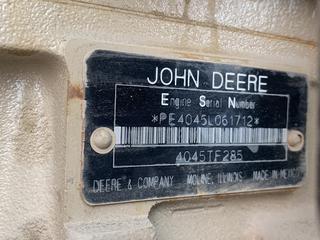 JOHN DEERE
Engine Serial Number
*PE4045L061712*
4045TF285
DEERE & COMPANY MOLINE, ILLINOIS MADE IN MEXICO